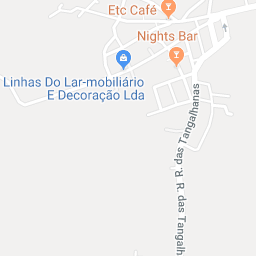 Etc Café
Nights Bar
Linhas Do Lar-mobiliário
E Decoração Lda
R. das Tangalhanas
R. das Tangalh